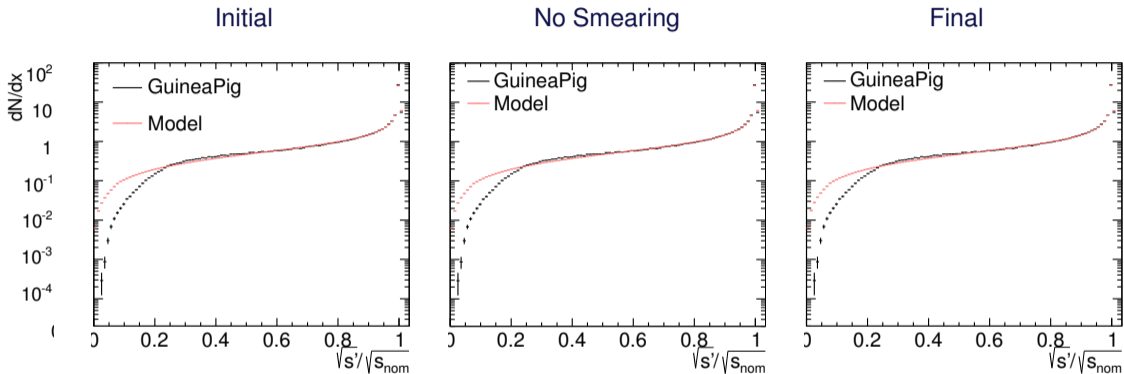 Initial
No Smearing
Final
dN/dx
10^2
10
1
10^-1
10^-2
10^-3
10^-4
GuineaPig
Model
0.2 0.4 0.6 0.8 1
√s'/√s_nom
GuineaPig
Model
0.2 0.4 0.6 0.8 1
√s'/√s_nom
GuineaPig
Model
0.2 0.4 0.6 0.8 1
√s'/√s_nom